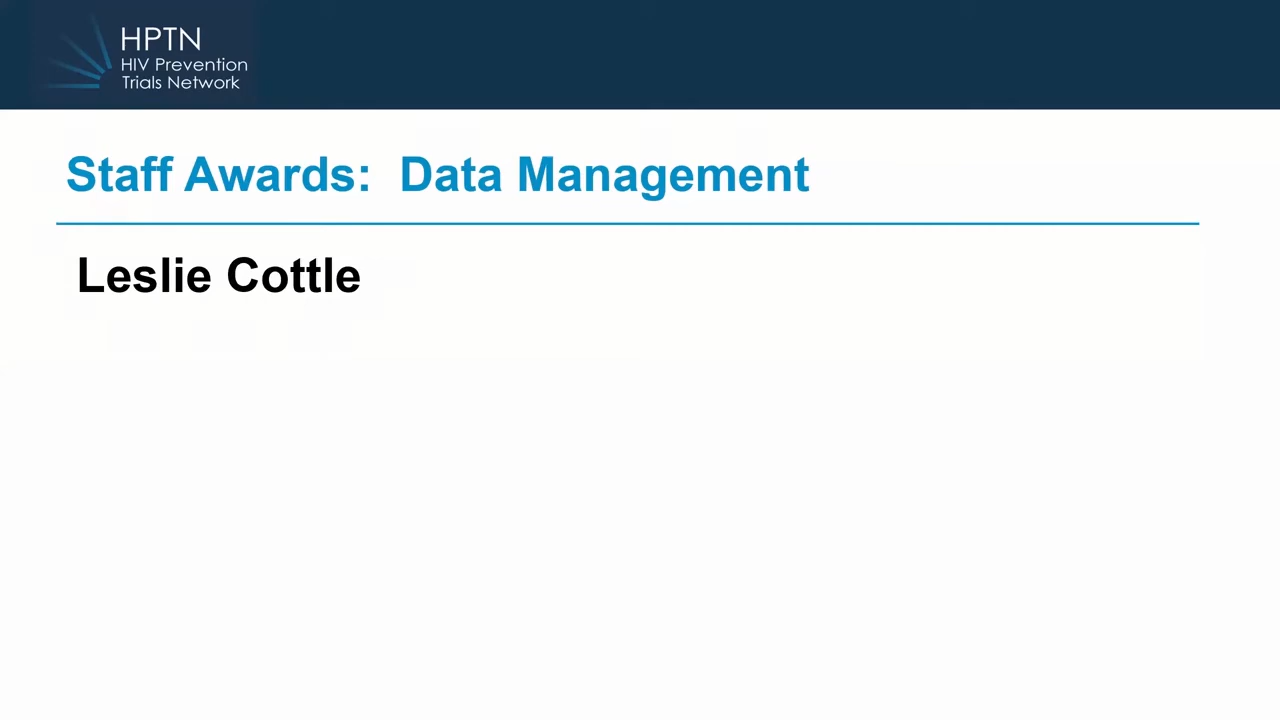 HPTN
HIV Prevention
Trials Network
Staff Awards: Data Management
Leslie Cottle